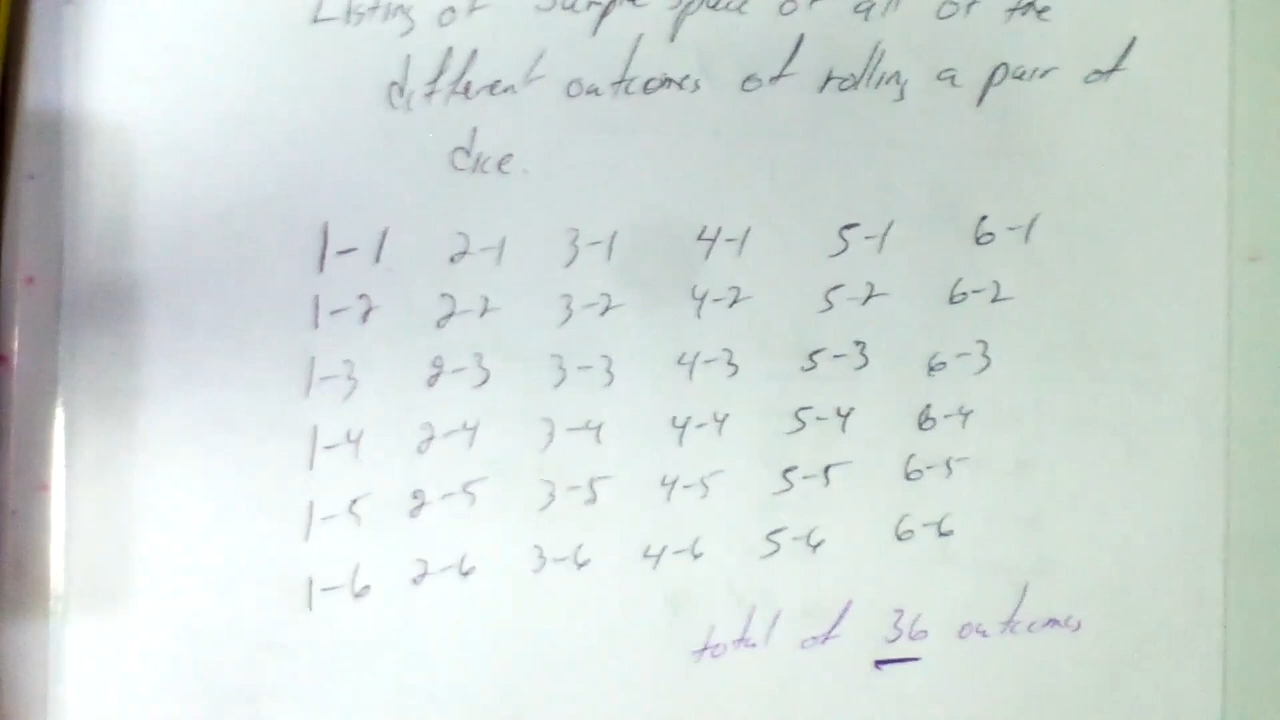 Listing of sample space of all of the
different outcomes of rolling a pair of
dice.
1-1 2-1 3-1 4-1 5-1 6-1
1-2 2-2 3-2 4-2 5-2 6-2
1-3 2-3 3-3 4-3 5-3 6-3
1-4 2-4 3-4 4-4 5-4 6-4
1-5 2-5 3-5 4-5 5-5 6-5
1-6 2-6 3-6 4-6 5-6 6-6
total of 36 outcomes